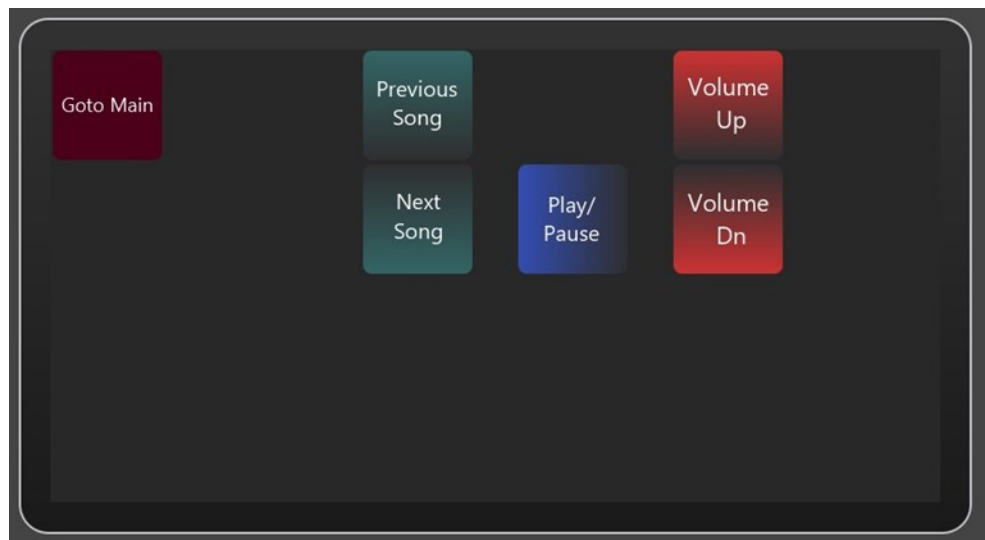 Goto Main
Previous
Song
Volume
Up
Next
Song
Play/
Pause
Volume
Dn